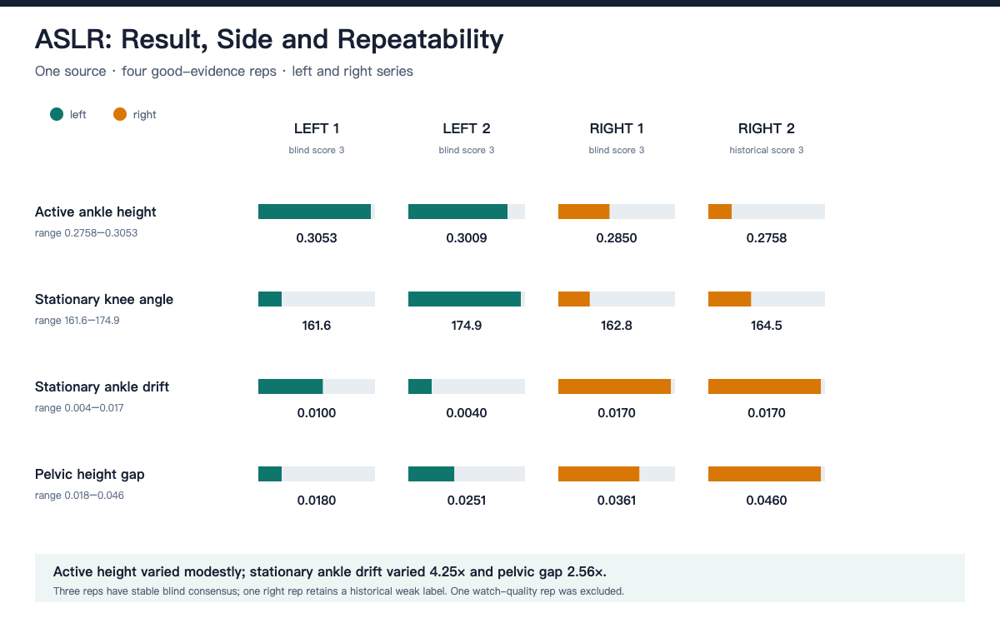 ASLR: Result, Side and Repeatability
One source · four good-evidence reps · left and right series
left right
LEFT 1 LEFT 2 RIGHT 1 RIGHT 2
blind score 3 blind score 3 blind score 3 historical score 3
Active ankle height
range 0.2758—0.3053
0.3053 0.3009 0.2850 0.2758
Stationary knee angle
range 161.6—174.9
161.6 174.9 162.8 164.5
Stationary ankle drift
range 0.004—0.017
0.0100 0.0040 0.0170 0.0170
Pelvic height gap
range 0.018—0.046
0.0180 0.0251 0.0361 0.0460
Active height varied modestly; stationary ankle drift varied 4.25× and pelvic gap 2.56×.
Three reps have stable blind consensus; one right rep retains a historical weak label. One watch-quality rep was excluded.